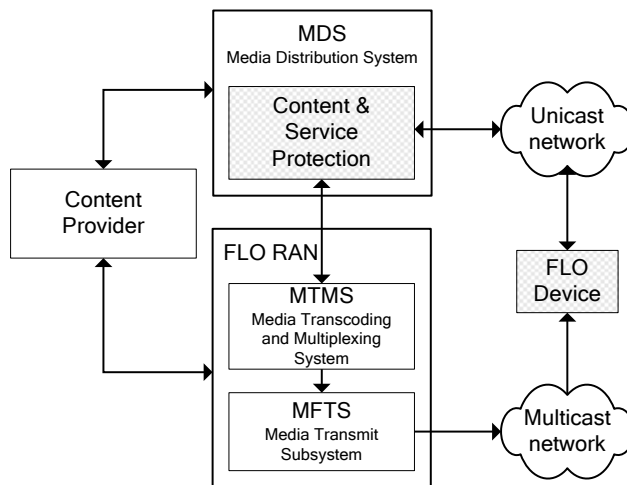 MDS
Media Distribution System
Content &
Service
Protection
Unicast
network
Content
Provider
FLO RAN
MTMS
Media Transcoding
and Multiplexing
System
FLO
Device
MFTS
Media Transmit
Subsystem
Multicast
network